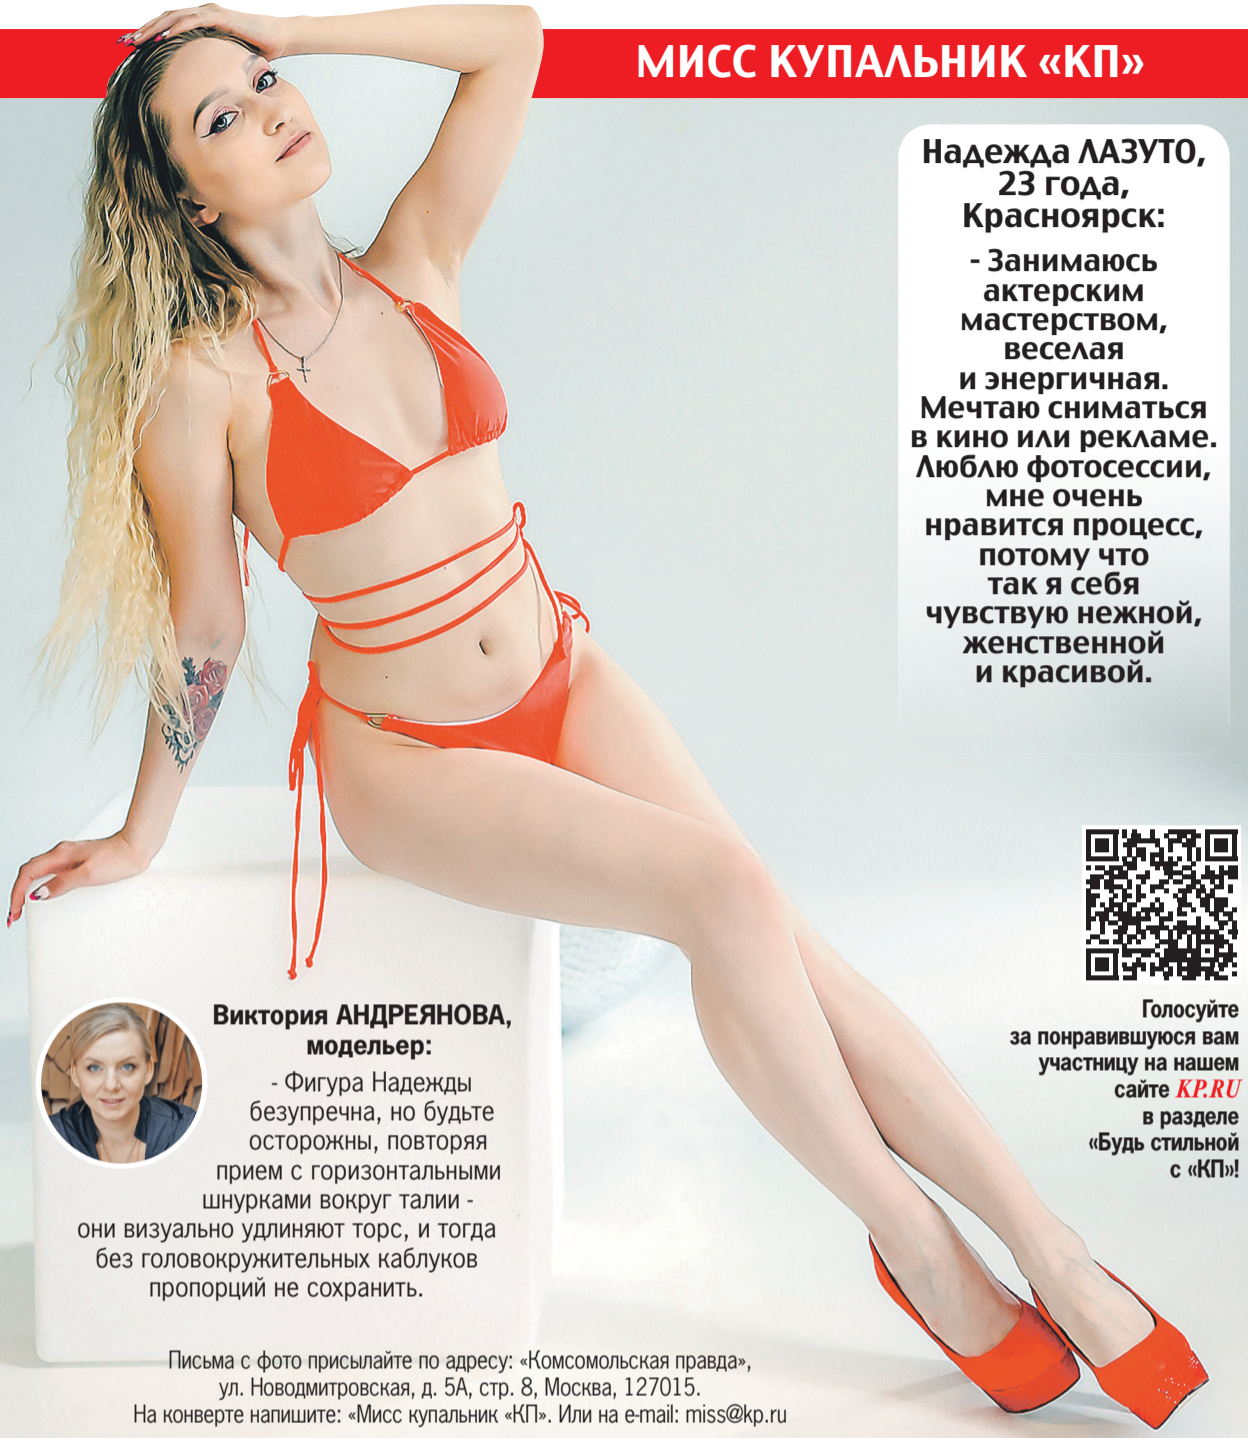 МИСС КУПАЛЬНИК «КП»
Надежда ЛАЗУТО,
23 года,
Красноярск:
- Занимаюсь
актерским
мастерством,
веселая
и энергичная.
Мечтаю сниматься
в кино или рекламе.
Люблю фотосессии,
мне очень
нравится процесс,
потому что
так я себя
чувствую нежной,
женственной
и красивой.
Голосуйте
за понравившуюся вам
участницу на нашем
сайте KP.RU
в разделе
«Будь стильной
с «КП»!
Виктория АНДРЕЯНОВА,
модельер:
- Фигура Надежды
безупречна, но будьте
осторожны, повторяя
прием с горизонтальными
шнурками вокруг талии -
они визуально удлиняют торс, и тогда
без головокружительных каблуков
пропорций не сохранить.
Письма с фото присылайте по адресу: «Комсомольская правда»,
ул. Новодмитровская, д. 5А, стр. 8, Москва, 127015.
На конверте напишите: «Мисс купальник «КП». Или на e-mail: miss@kp.ru